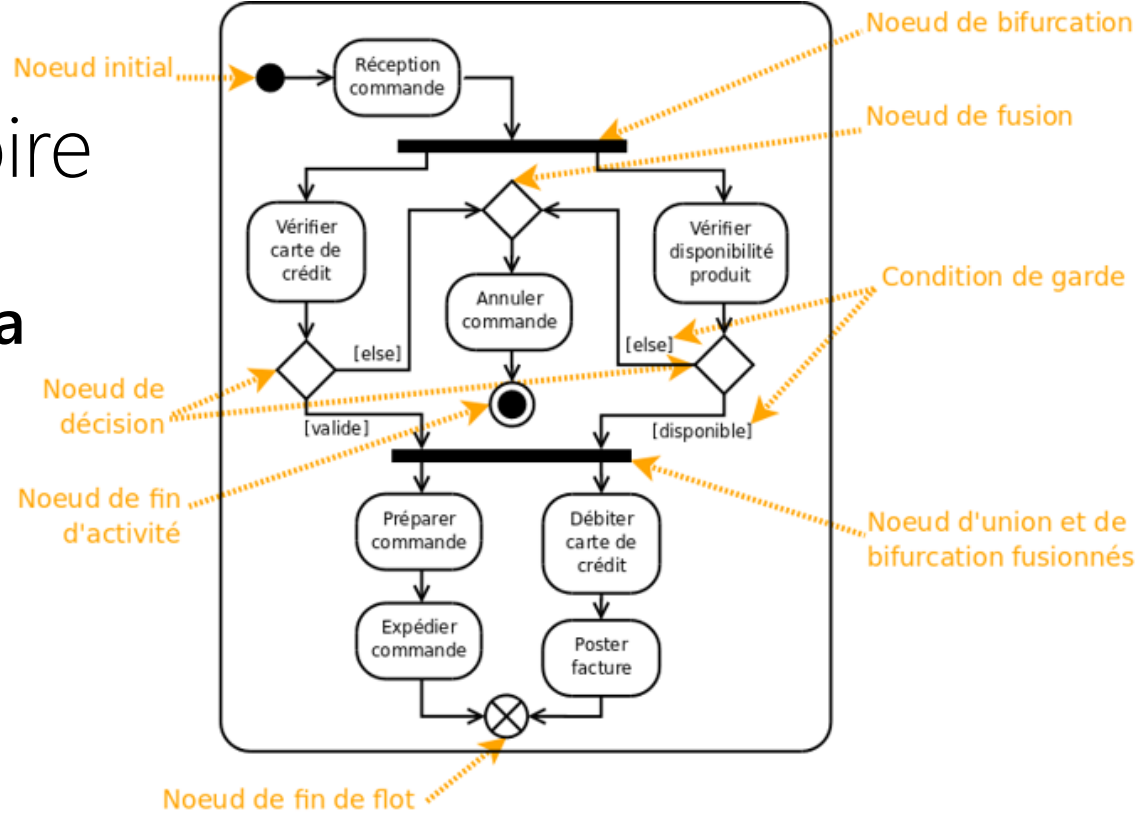 Noeud de bifurcation
Noeud initial
Réception
commande
Noeud de fusion
oire
Vérifier
carte de
crédit
Vérifier
disponibilité
produit
Condition de garde
Annuler
commande
a
[else]
[else]
Noeud de
décision
[valide]
[disponible]
Noeud de fin
d'activité
Préparer
commande
Débiter
carte de
crédit
Noeud d'union et de
bifurcation fusionnés
Expédier
commande
Poster
facture
Noeud de fin de flot